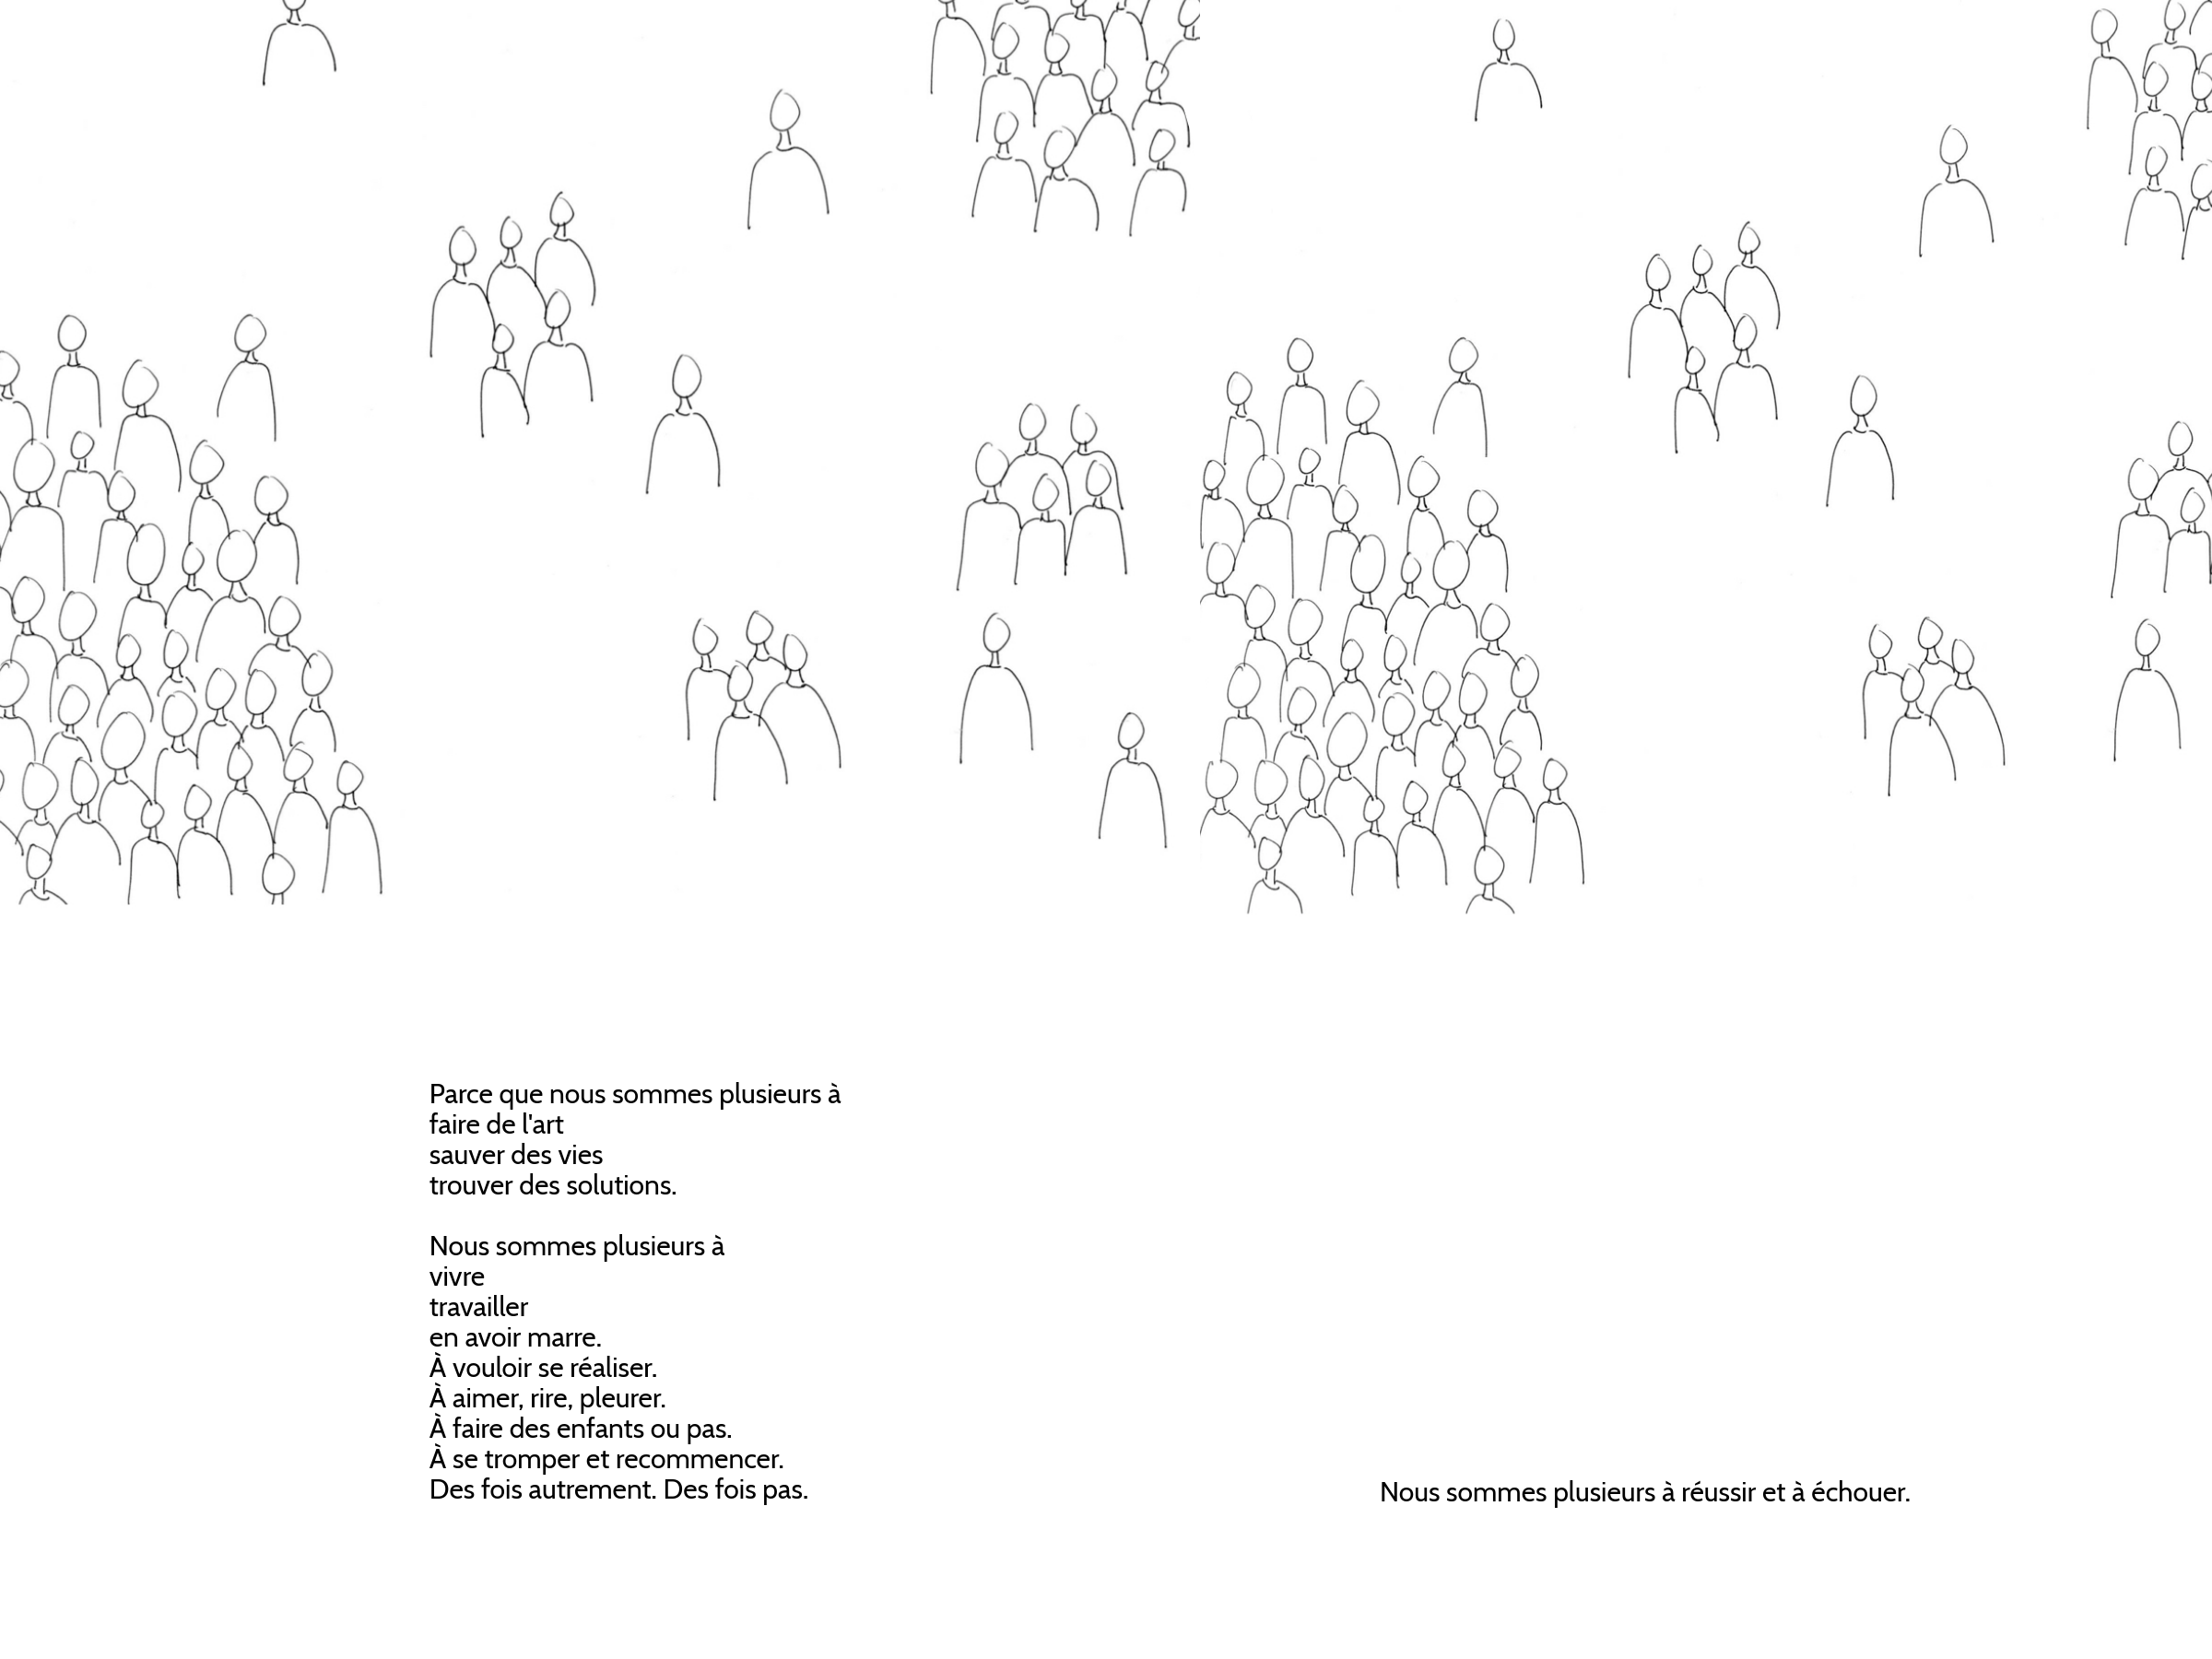 Parce que nous sommes plusieurs à
faire de l'art
sauver des vies
trouver des solutions.
Nous sommes plusieurs à
vivre
travailler
en avoir marre.
À vouloir se réaliser.
À aimer, rire, pleurer.
À faire des enfants ou pas.
À se tromper et recommencer.
Des fois autrement. Des fois pas.
Nous sommes plusieurs à réussir et à échouer.